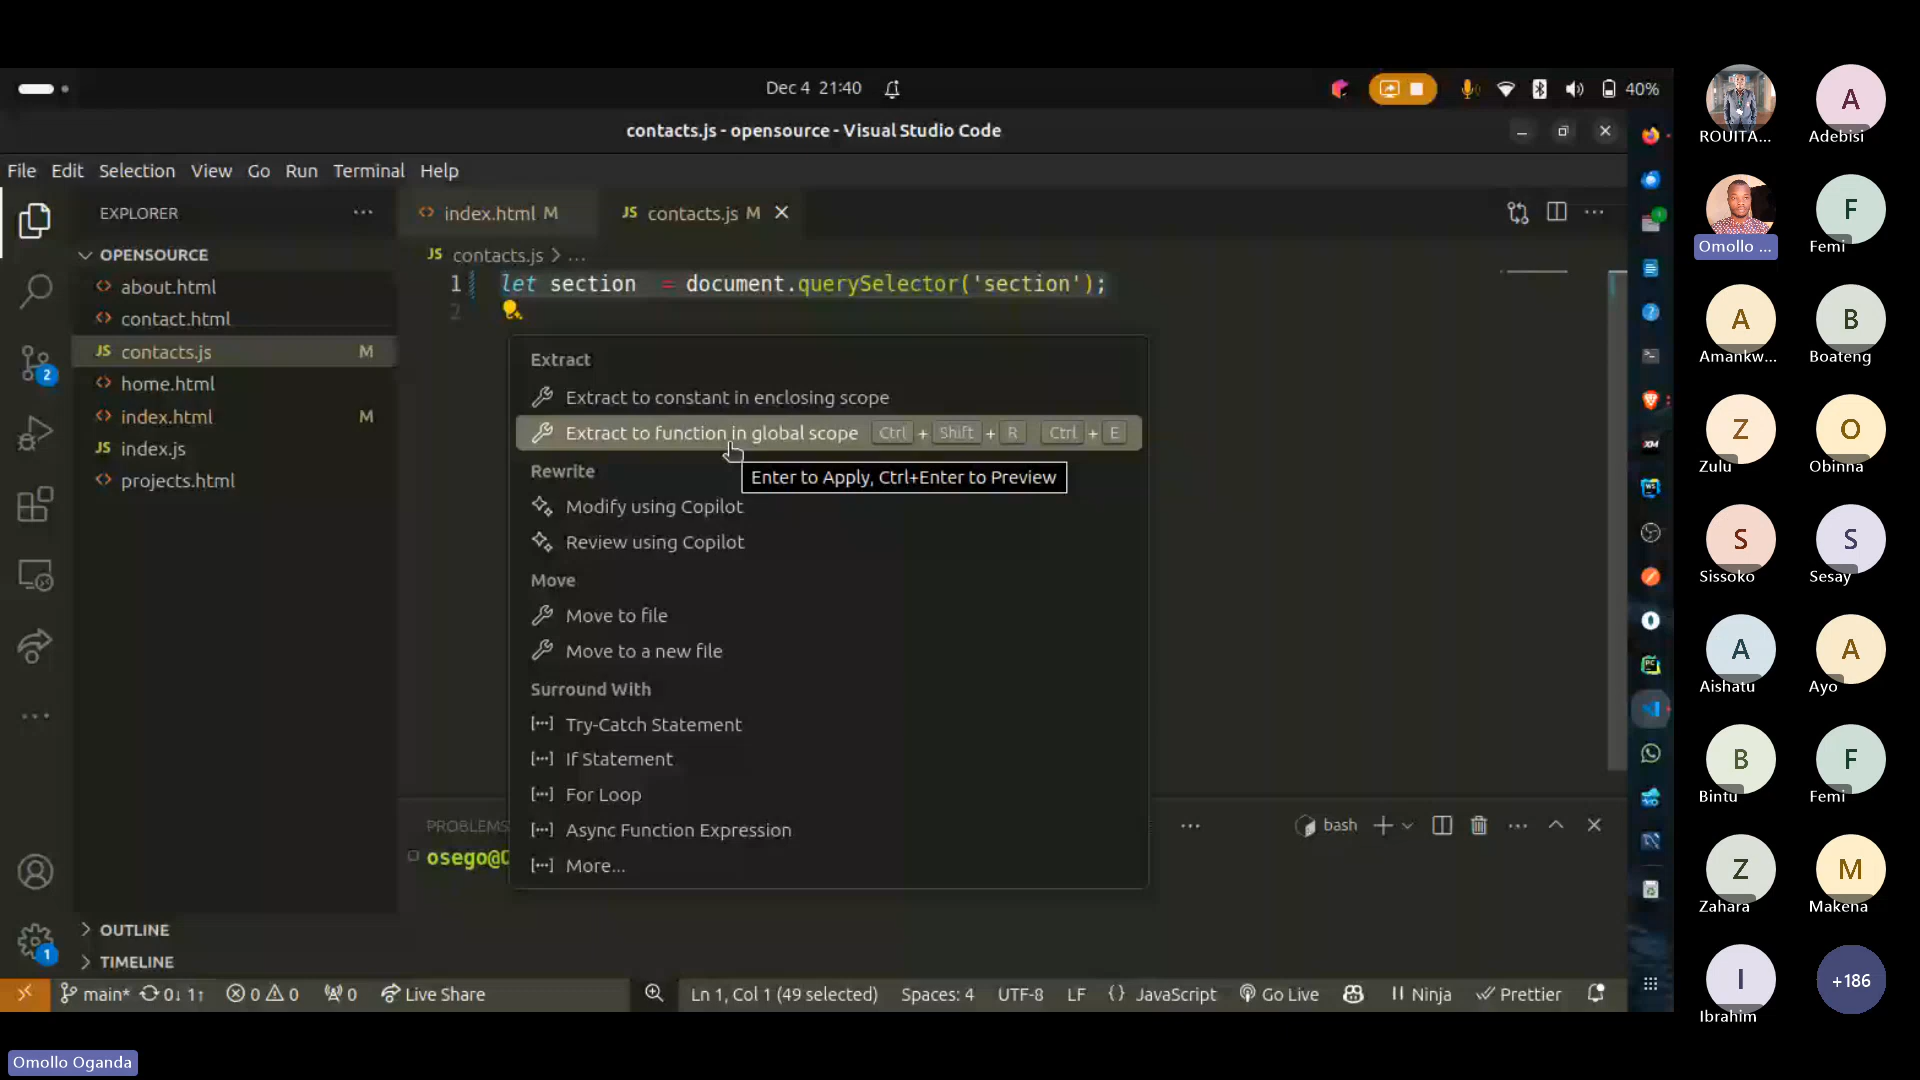 Dec 4 21:40
40%
contacts.js - opensource - Visual Studio Code
File Edit Selection View Go Run Terminal Help
EXPLORER
OPENSOURCE
about.html
contact.html
JS contacts.js M
home.html
index.html M
JS index.js
projects.html
OUTLINE
TIMELINE
2
1
index.html M
JS contacts.js M
JS contacts.js > ...
1 let section = document.querySelector('section');
2
Extract
Extract to constant in enclosing scope
Extract to function in global scope Ctrl + Shift + R Ctrl + E
Enter to Apply, Ctrl+Enter to Preview
Rewrite
Modify using Copilot
Review using Copilot
Move
Move to file
Move to a new file
Surround With
Try-Catch Statement
If Statement
For Loop
Async Function Expression
More...
PROBLEMS
bash
osego@
main* 0↓ 1↑ 0 0 0 Live Share
Ln 1, Col 1 (49 selected) Spaces: 4 UTF-8 LF {} JavaScript Go Live Ninja Prettier
ROUITA...
A
Adebisi
Omollo ...
F
Femi
A
Amankw...
B
Boateng
Z
Zulu
O
Obinna
S
Sissoko
S
Sesay
A
Aishatu
A
Ayo
B
Bintu
F
Femi
Z
Zahara
M
Makena
I
Ibrahim
+186
Omollo Oganda